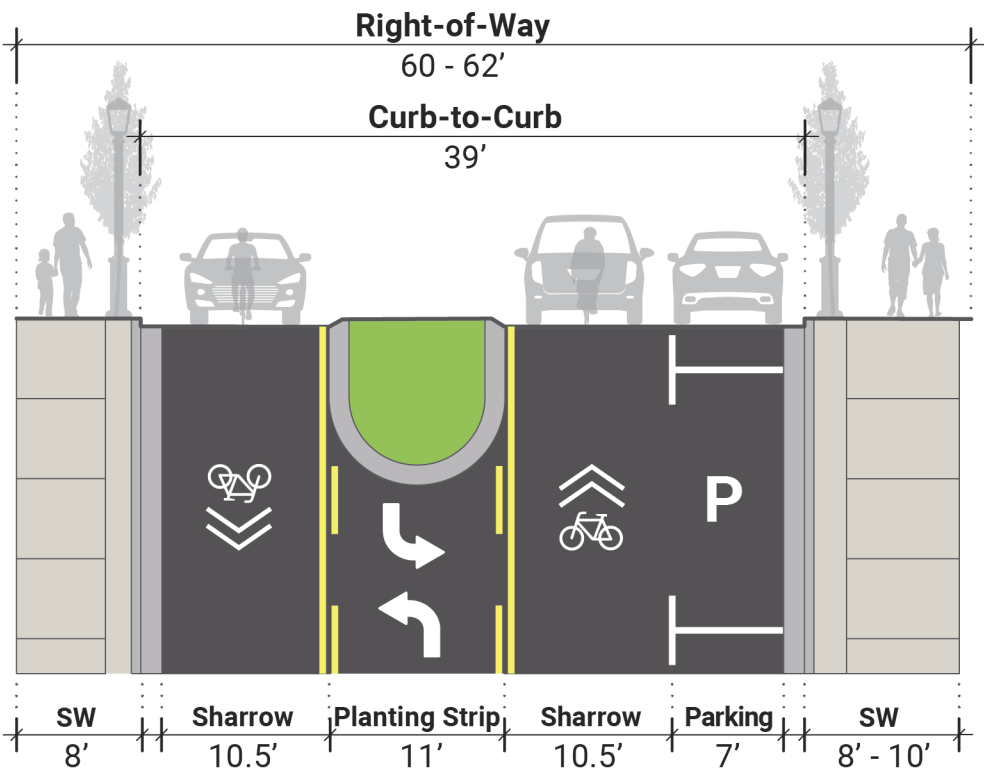 Right-of-Way
60 - 62’
Curb-to-Curb
39’
P
SW
8’
Sharrow
10.5’
Planting Strip
11’
Sharrow
10.5’
Parking
7’
SW
8’ - 10’